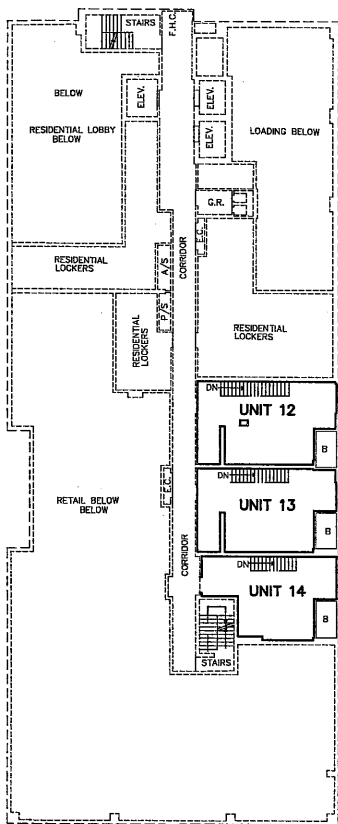 STAIRS
F.H.C.
BELOW
RESIDENTIAL LOBBY
BELOW
ELEV.
ELEV.
ELEV.
LOADING BELOW
G.R.
E.C.
CORRIDOR
A/S
RESIDENTIAL
LOCKERS
P/S
RESIDENTIAL
LOCKERS
RESIDENTIAL
LOCKERS
DN
UNIT 12
B
DN
UNIT 13
B
E.C.
RETAIL BELOW
BELOW
CORRIDOR
DN
UNIT 14
B
STAIRS